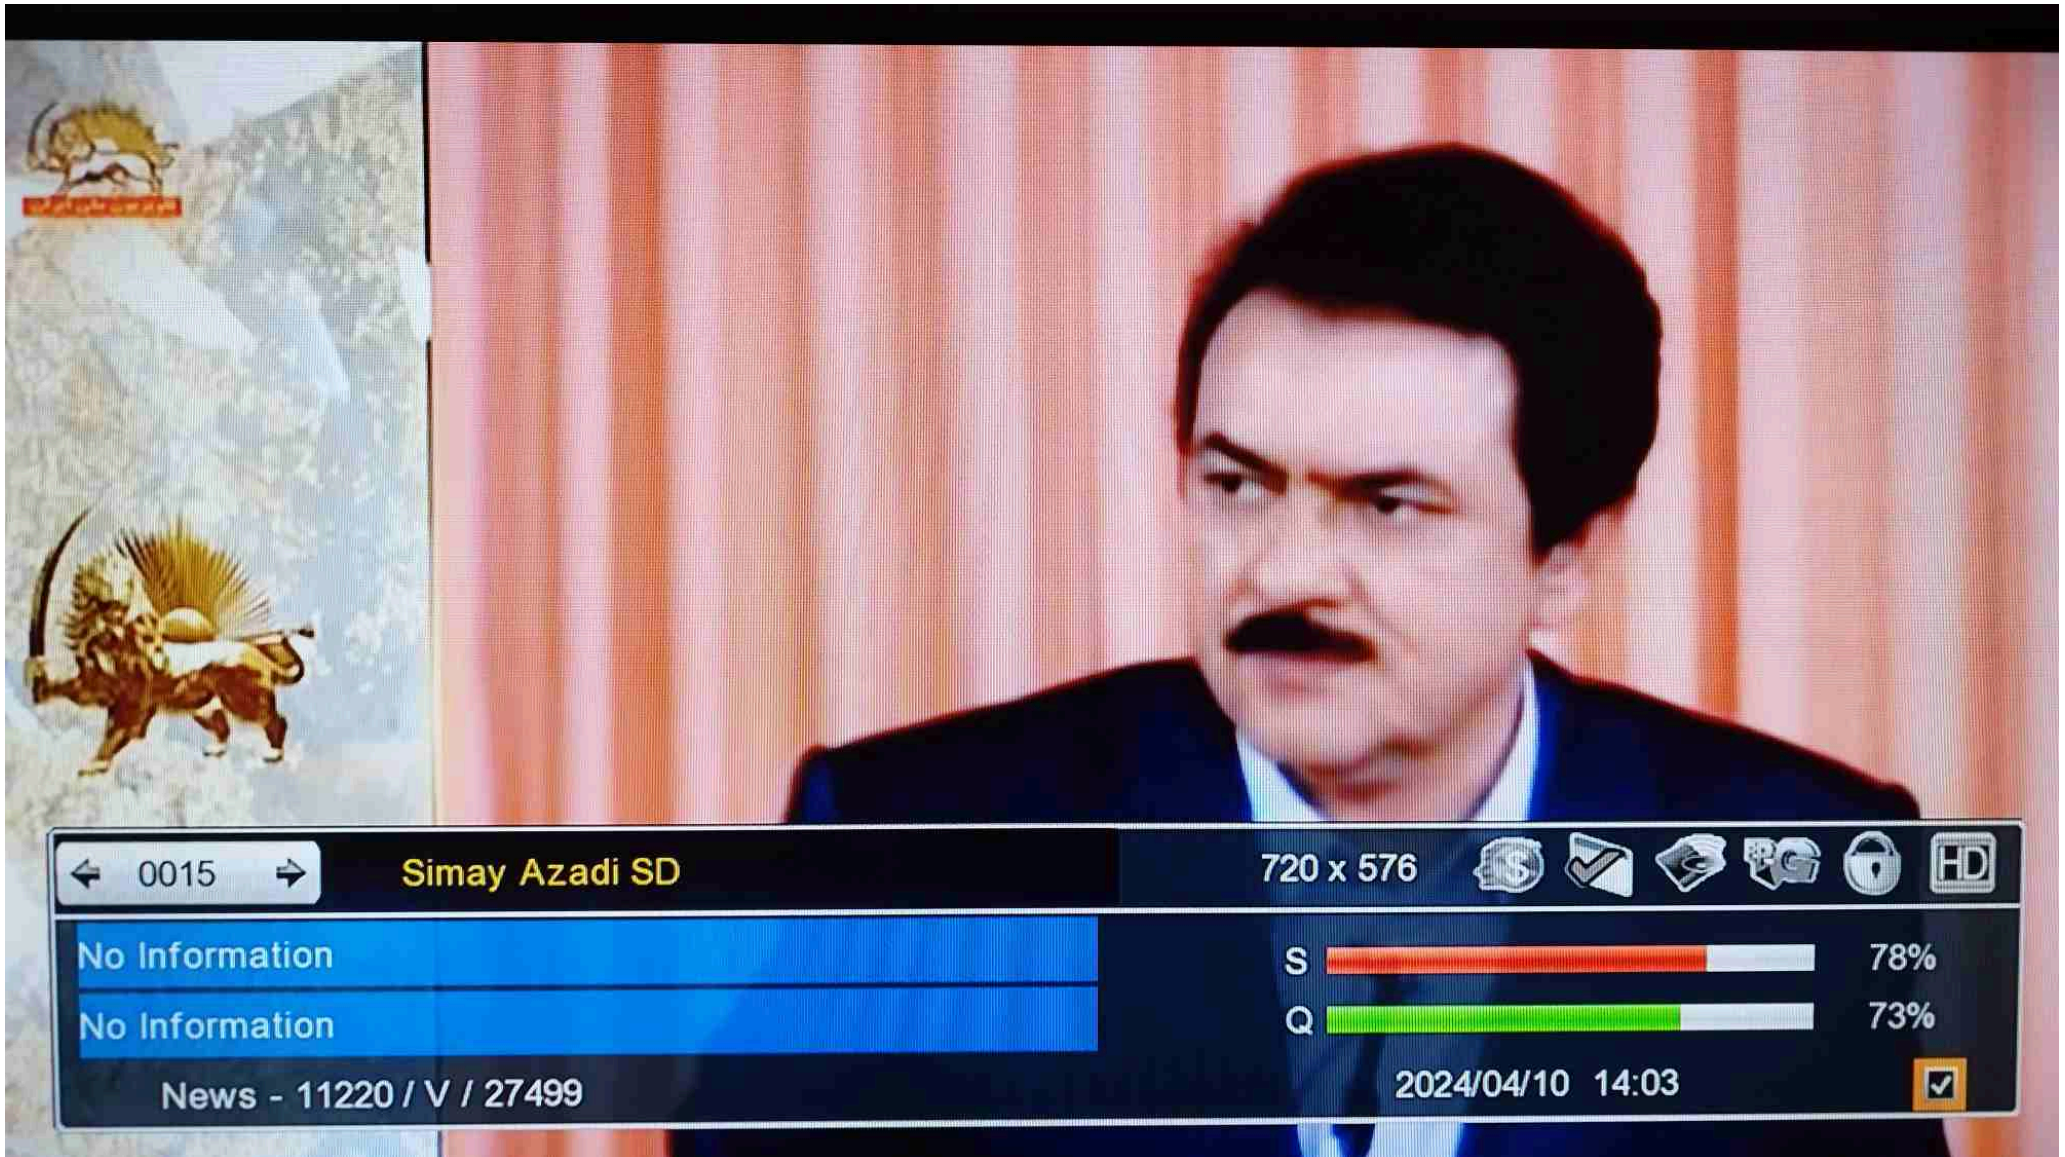 0015
Simay Azadi SD
720 x 576
HD
No Information
S 78%
No Information
Q 73%
News - 11220 / V / 27499
2024/04/10 14:03